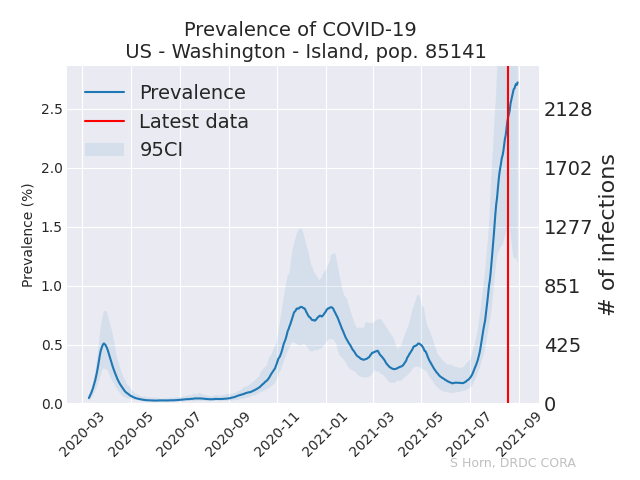 Prevalence of COVID-19
US - Washington - Island, pop. 85141
Prevalence
Latest data
95CI
Prevalence (%)
2.5
2.0
1.5
1.0
0.5
0.0
2128
1702
1277
851
425
0
# of infections
2020-03
2020-05
2020-07
2020-09
2020-11
2021-01
2021-03
2021-05
2021-07
2021-09
S Horn, DRDC CORA